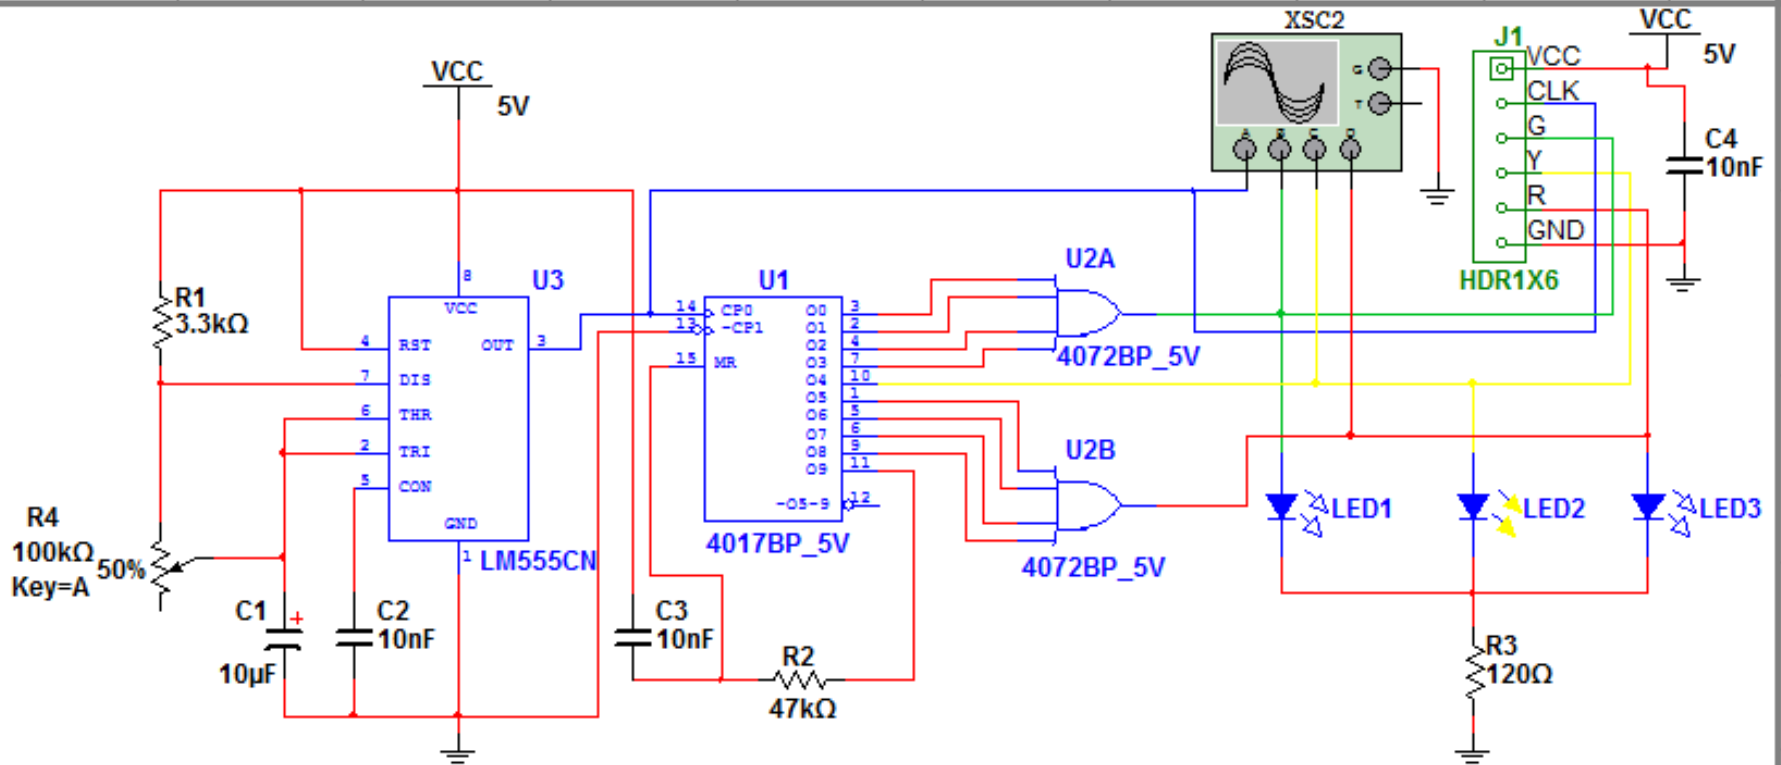 XSC2
VCC
5V
VCC
5V
J1
VCC
CLK
G
Y
R
GND
HDR1X6
C4
10nF
G
T
A
B
C
D
R1
3.3kΩ
R4
100kΩ
Key=A
50%
U3
8
VCC
4 RST
7 DIS
6 THR
2 TRI
5 CON
OUT 3
GND
1
LM555CN
C1
+
10µF
C2
10nF
C3
10nF
R2
47kΩ
U1
14 CP0
13 -CP1
15 MR
O0 3
O1 2
O2 4
O3 7
O4 10
O5 1
O6 5
O7 6
O8 9
O9 11
-O5-9 12
4017BP_5V
U2A
4072BP_5V
U2B
4072BP_5V
LED1
LED2
LED3
R3
120Ω